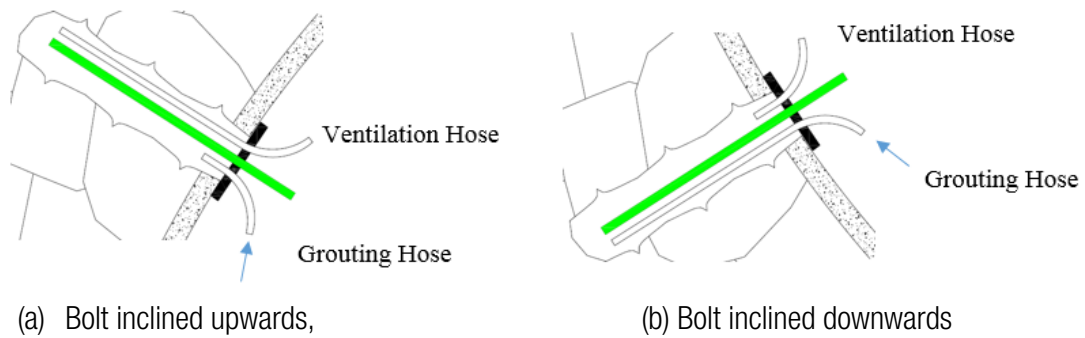 Ventilation Hose
Grouting Hose
(a) Bolt inclined upwards,
Ventilation Hose
Grouting Hose
(b) Bolt inclined downwards